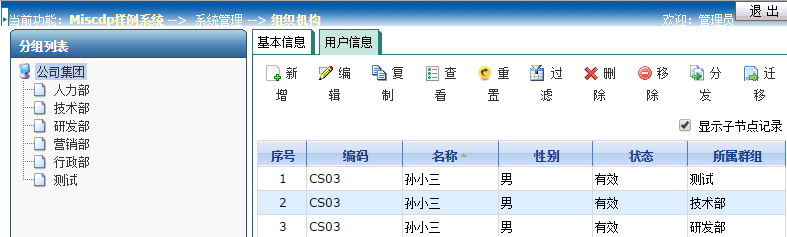 当前功能: Miscdp样例系统 --> 系统管理 --> 组织机构 欢迎: 管理员 退 出
分组列表
公司集团
人力部
技术部
研发部
营销部
行政部
测试
基本信息 用户信息
新增 编辑 复制 查看 重置 过滤 删除 移除 分发 迁移
显示子节点记录
序号 编码 名称 性别 状态 所属群组
1 CS03 孙小三 男 有效 测试
2 CS03 孙小三 男 有效 技术部
3 CS03 孙小三 男 有效 研发部